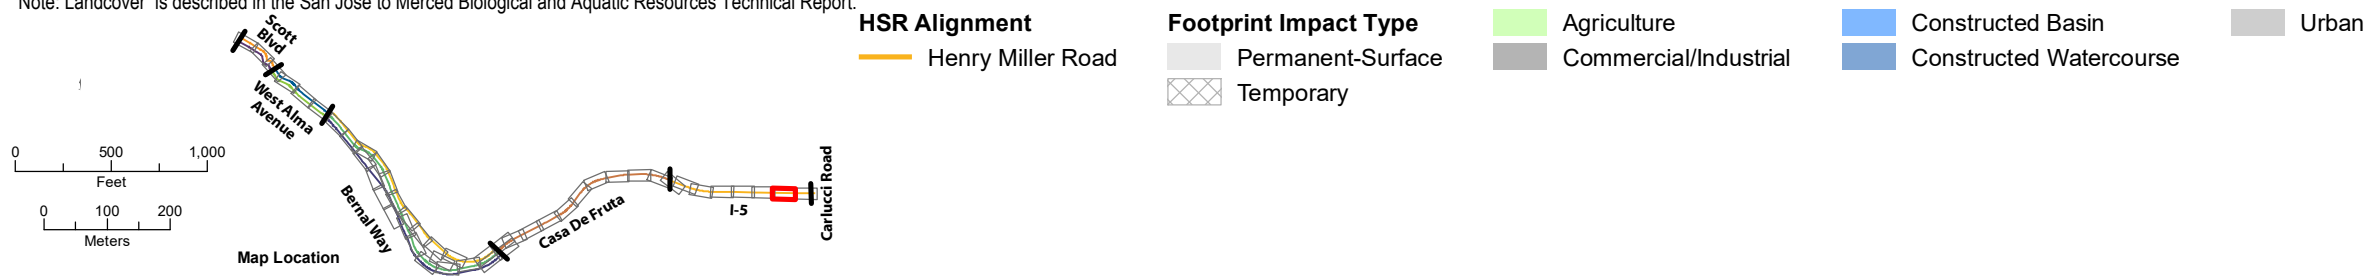 Note: Landcover is described in the San Jose to Merced Biological and Aquatic Resources Technical Report.
Scott
Blvd
West Alma
Avenue
0 500 1,000
Feet
0 100 200
Meters
Bernal Way
Casa De Fruta
I-5
Carlucci Road
Map Location
HSR Alignment
Henry Miller Road
Footprint Impact Type
Permanent-Surface
Temporary
Agriculture
Commercial/Industrial
Constructed Basin
Constructed Watercourse
Urban